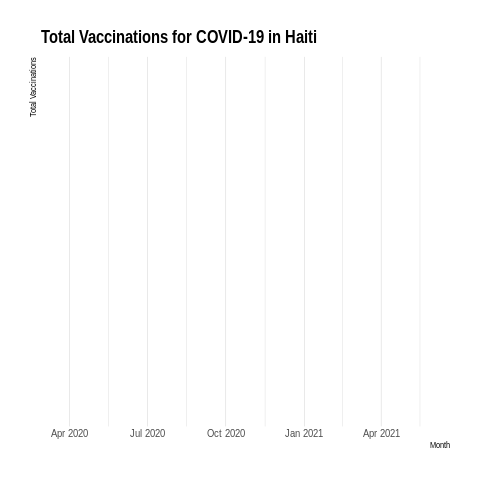 Total Vaccinations for COVID-19 in Haiti
Total Vaccinations
Apr 2020 Jul 2020 Oct 2020 Jan 2021 Apr 2021
Month